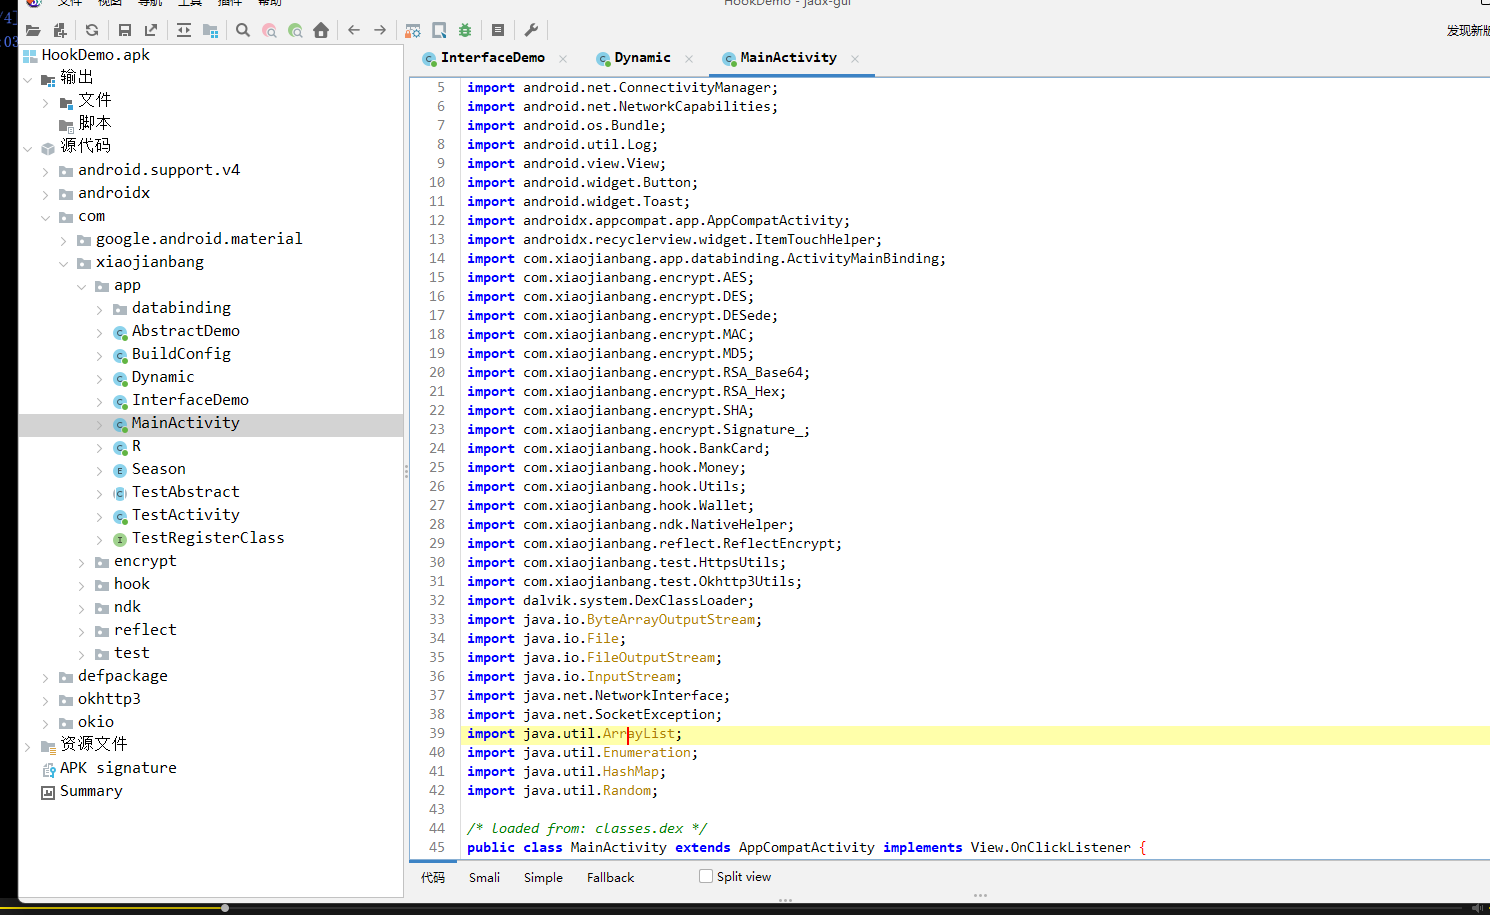 文件 视图 导航 工具 插件 帮助
HookDemo - jadx-gui
发现新版
HookDemo.apk
输出
文件
脚本
源代码
android.support.v4
androidx
com
google.android.material
xiaojianbang
app
databinding
AbstractDemo
BuildConfig
Dynamic
InterfaceDemo
MainActivity
R
Season
TestAbstract
TestActivity
TestRegisterClass
encrypt
hook
ndk
reflect
test
defpackage
okhttp3
okio
资源文件
APK signature
Summary
InterfaceDemo Dynamic MainActivity
5 import android.net.ConnectivityManager;
6 import android.net.NetworkCapabilities;
7 import android.os.Bundle;
8 import android.util.Log;
9 import android.view.View;
10 import android.widget.Button;
11 import android.widget.Toast;
12 import androidx.appcompat.app.AppCompatActivity;
13 import androidx.recyclerview.widget.ItemTouchHelper;
14 import com.xiaojianbang.app.databinding.ActivityMainBinding;
15 import com.xiaojianbang.encrypt.AES;
16 import com.xiaojianbang.encrypt.DES;
17 import com.xiaojianbang.encrypt.DESede;
18 import com.xiaojianbang.encrypt.MAC;
19 import com.xiaojianbang.encrypt.MD5;
20 import com.xiaojianbang.encrypt.RSA_Base64;
21 import com.xiaojianbang.encrypt.RSA_Hex;
22 import com.xiaojianbang.encrypt.SHA;
23 import com.xiaojianbang.encrypt.Signature_;
24 import com.xiaojianbang.hook.BankCard;
25 import com.xiaojianbang.hook.Money;
26 import com.xiaojianbang.hook.Utils;
27 import com.xiaojianbang.hook.Wallet;
28 import com.xiaojianbang.ndk.NativeHelper;
29 import com.xiaojianbang.reflect.ReflectEncrypt;
30 import com.xiaojianbang.test.HttpsUtils;
31 import com.xiaojianbang.test.Okhttp3Utils;
32 import dalvik.system.DexClassLoader;
33 import java.io.ByteArrayOutputStream;
34 import java.io.File;
35 import java.io.FileOutputStream;
36 import java.io.InputStream;
37 import java.net.NetworkInterface;
38 import java.net.SocketException;
39 import java.util.ArrayList;
40 import java.util.Enumeration;
41 import java.util.HashMap;
42 import java.util.Random;
43
44 /* loaded from: classes.dex */
45 public class MainActivity extends AppCompatActivity implements View.OnClickListener {
代码 Smali Simple Fallback Split view